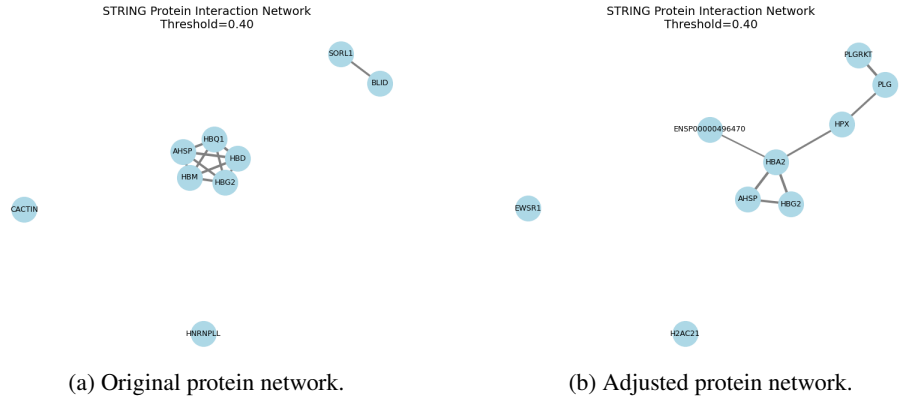 STRING Protein Interaction Network
Threshold=0.40
SORL1
BLID
HBQ1
AHSP
HBD
HBM
HBG2
CACTIN
HNRNPLL
(a) Original protein network.
STRING Protein Interaction Network
Threshold=0.40
PLGRKT
PLG
HPX
ENSP00000496470
HBA2
AHSP
HBG2
EWSR1
H2AC21
(b) Adjusted protein network.